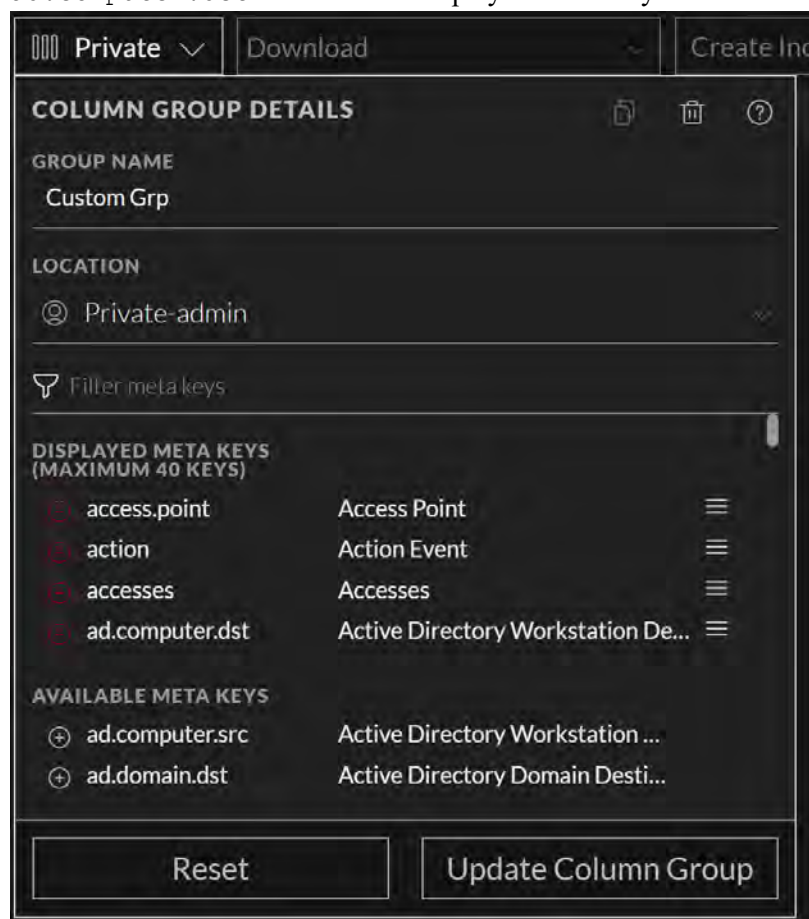 Private
Download
Create Inc
COLUMN GROUP DETAILS
GROUP NAME
Custom Grp
LOCATION
Private-admin
Filter meta keys
DISPLAYED META KEYS
(MAXIMUM 40 KEYS)
access.point Access Point
action Action Event
accesses Accesses
ad.computer.dst Active Directory Workstation De...
AVAILABLE META KEYS
ad.computer.src Active Directory Workstation ...
ad.domain.dst Active Directory Domain Desti...
Reset Update Column Group